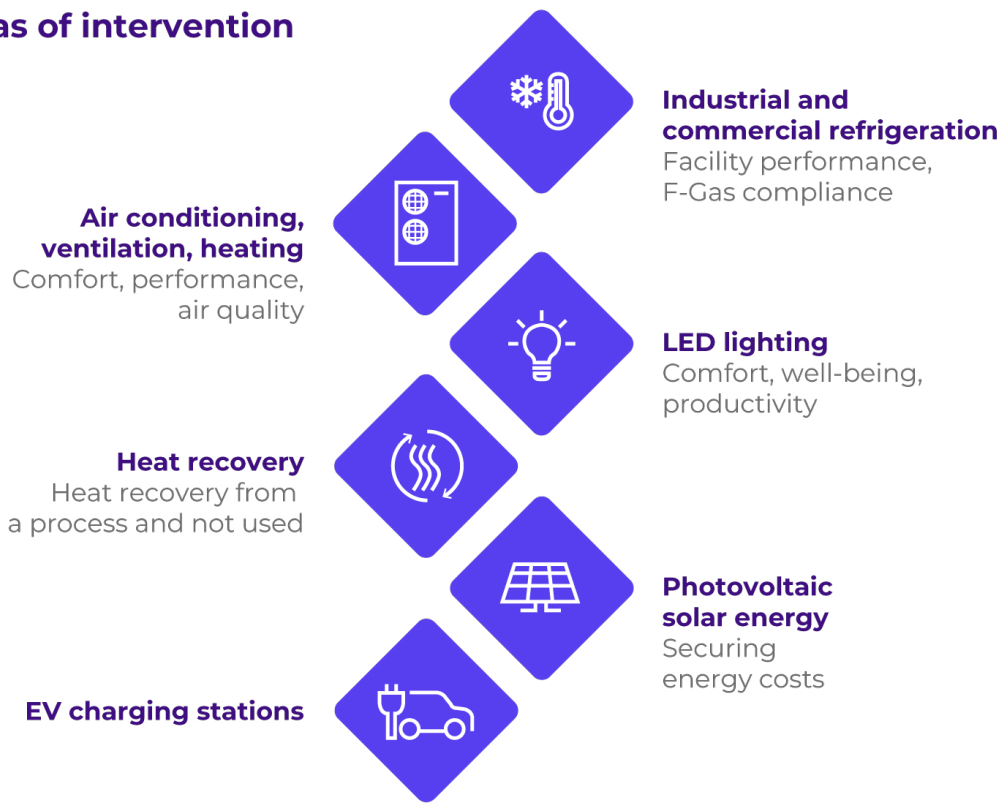 as of intervention
Industrial and
commercial refrigeration
Facility performance,
F-Gas compliance
Air conditioning,
ventilation, heating
Comfort, performance,
air quality
LED lighting
Comfort, well-being,
productivity
Heat recovery
Heat recovery from
a process and not used
Photovoltaic
solar energy
Securing
energy costs
EV charging stations